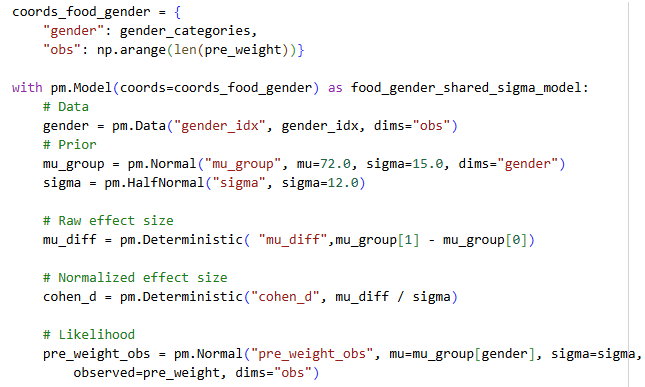 coords_food_gender = {
    "gender": gender_categories,
    "obs": np.arange(len(pre_weight))}

with pm.Model(coords=coords_food_gender) as food_gender_shared_sigma_model:
    # Data
    gender = pm.Data("gender_idx", gender_idx, dims="obs")
    # Prior
    mu_group = pm.Normal("mu_group", mu=72.0, sigma=15.0, dims="gender")
    sigma = pm.HalfNormal("sigma", sigma=12.0)

    # Raw effect size
    mu_diff = pm.Deterministic( "mu_diff",mu_group[1] - mu_group[0])

    # Normalized effect size
    cohen_d = pm.Deterministic("cohen_d", mu_diff / sigma)

    # Likelihood
    pre_weight_obs = pm.Normal("pre_weight_obs", mu=mu_group[gender], sigma=sigma,
        observed=pre_weight, dims="obs")